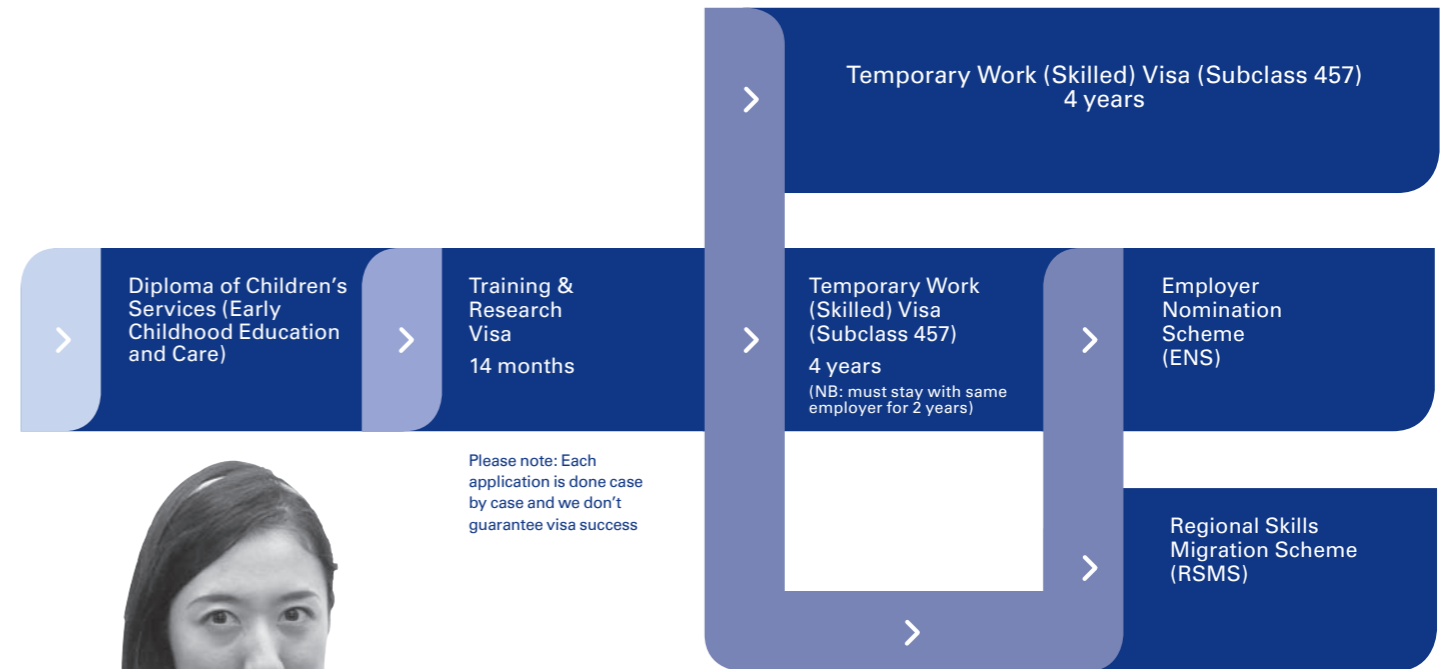 Temporary Work (Skilled) Visa (Subclass 457)
4 years
Diploma of Children’s
Services (Early
Childhood Education
and Care)
Training &
Research
Visa
14 months
Temporary Work
(Skilled) Visa
(Subclass 457)
4 years
(NB: must stay with same
employer for 2 years)
Employer
Nomination
Scheme
(ENS)
Please note: Each
application is done case
by case and we don’t
guarantee visa success
Regional Skills
Migration Scheme
(RSMS)